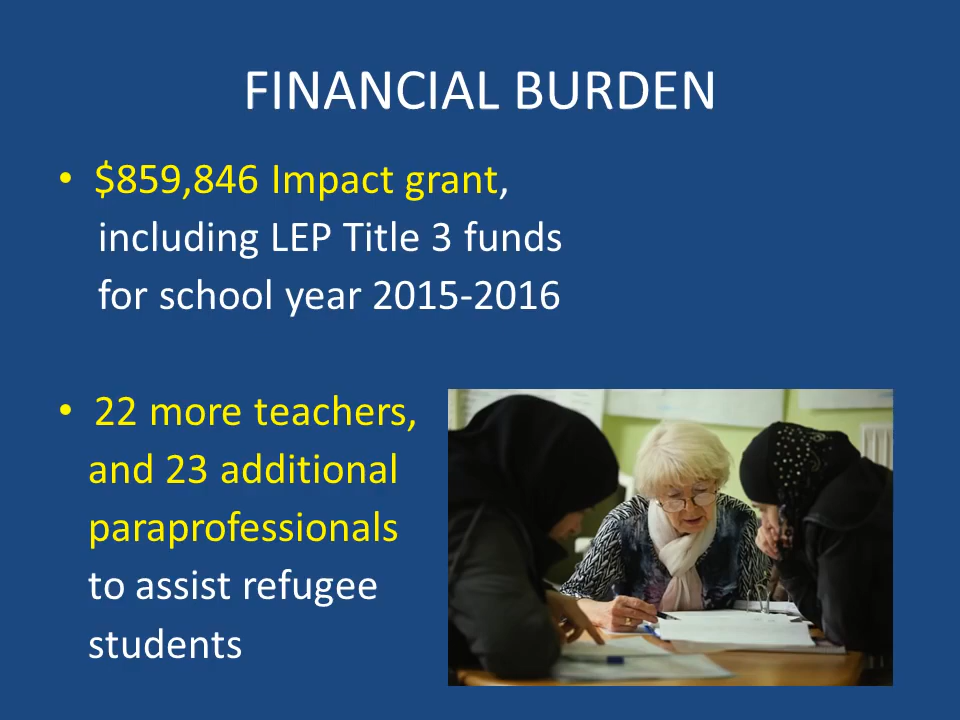 FINANCIAL BURDEN
• $859,846 Impact grant,
including LEP Title 3 funds
for school year 2015-2016
• 22 more teachers,
and 23 additional
paraprofessionals
to assist refugee
students